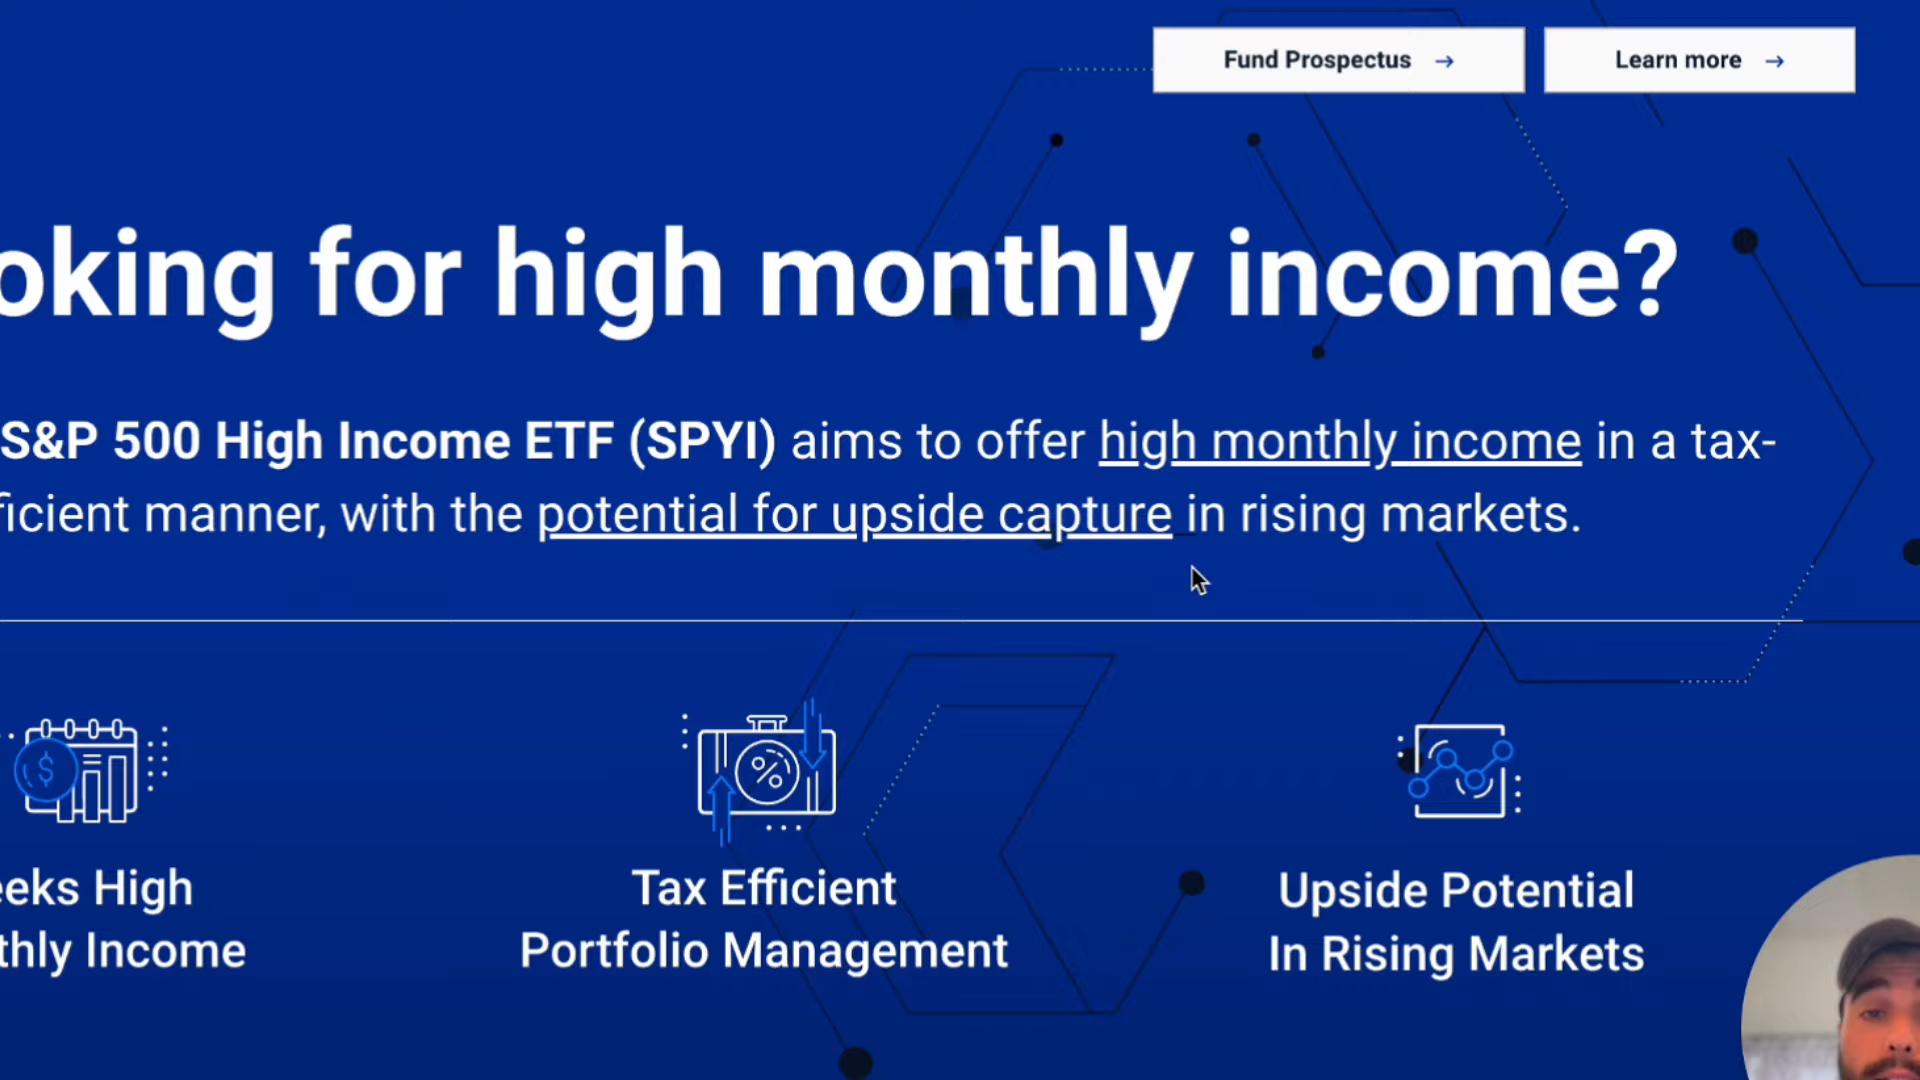 Fund Prospectus →
Learn more →
oking for high monthly income?
S&P 500 High Income ETF (SPYI) aims to offer high monthly income in a tax-
ficient manner, with the potential for upside capture in rising markets.
$
%
eeks High
thly Income
Tax Efficient
Portfolio Management
Upside Potential
In Rising Markets